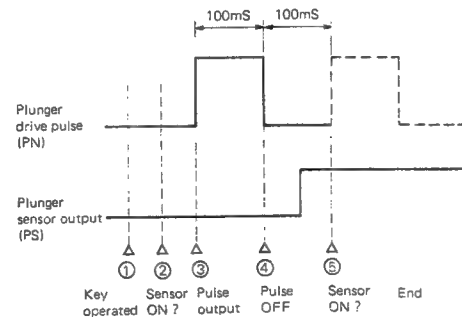 100mS 100mS
Plunger
drive pulse
(PN)
Plunger
sensor output
(PS)
① ② ③ ④ ⑤
Key
operated
Sensor
ON ?
Pulse
output
Pulse
OFF
Sensor
ON ?
End